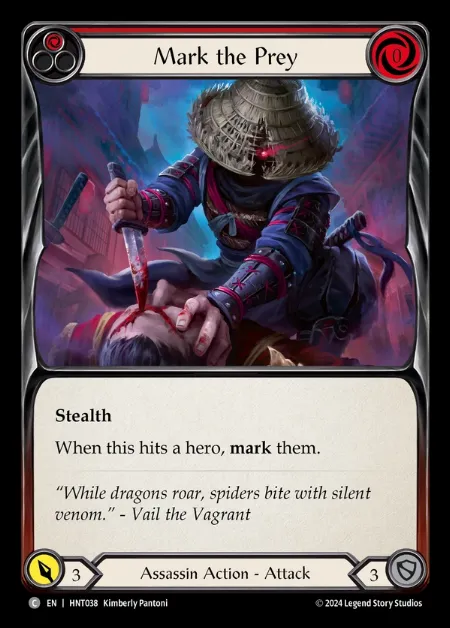 Mark the Prey
0
Stealth
When this hits a hero, mark them.
“While dragons roar, spiders bite with silent
venom.” - Vail the Vagrant
3 Assassin Action - Attack 3
C EN | HNT038 Kimberly Pantoni © 2024 Legend Story Studios